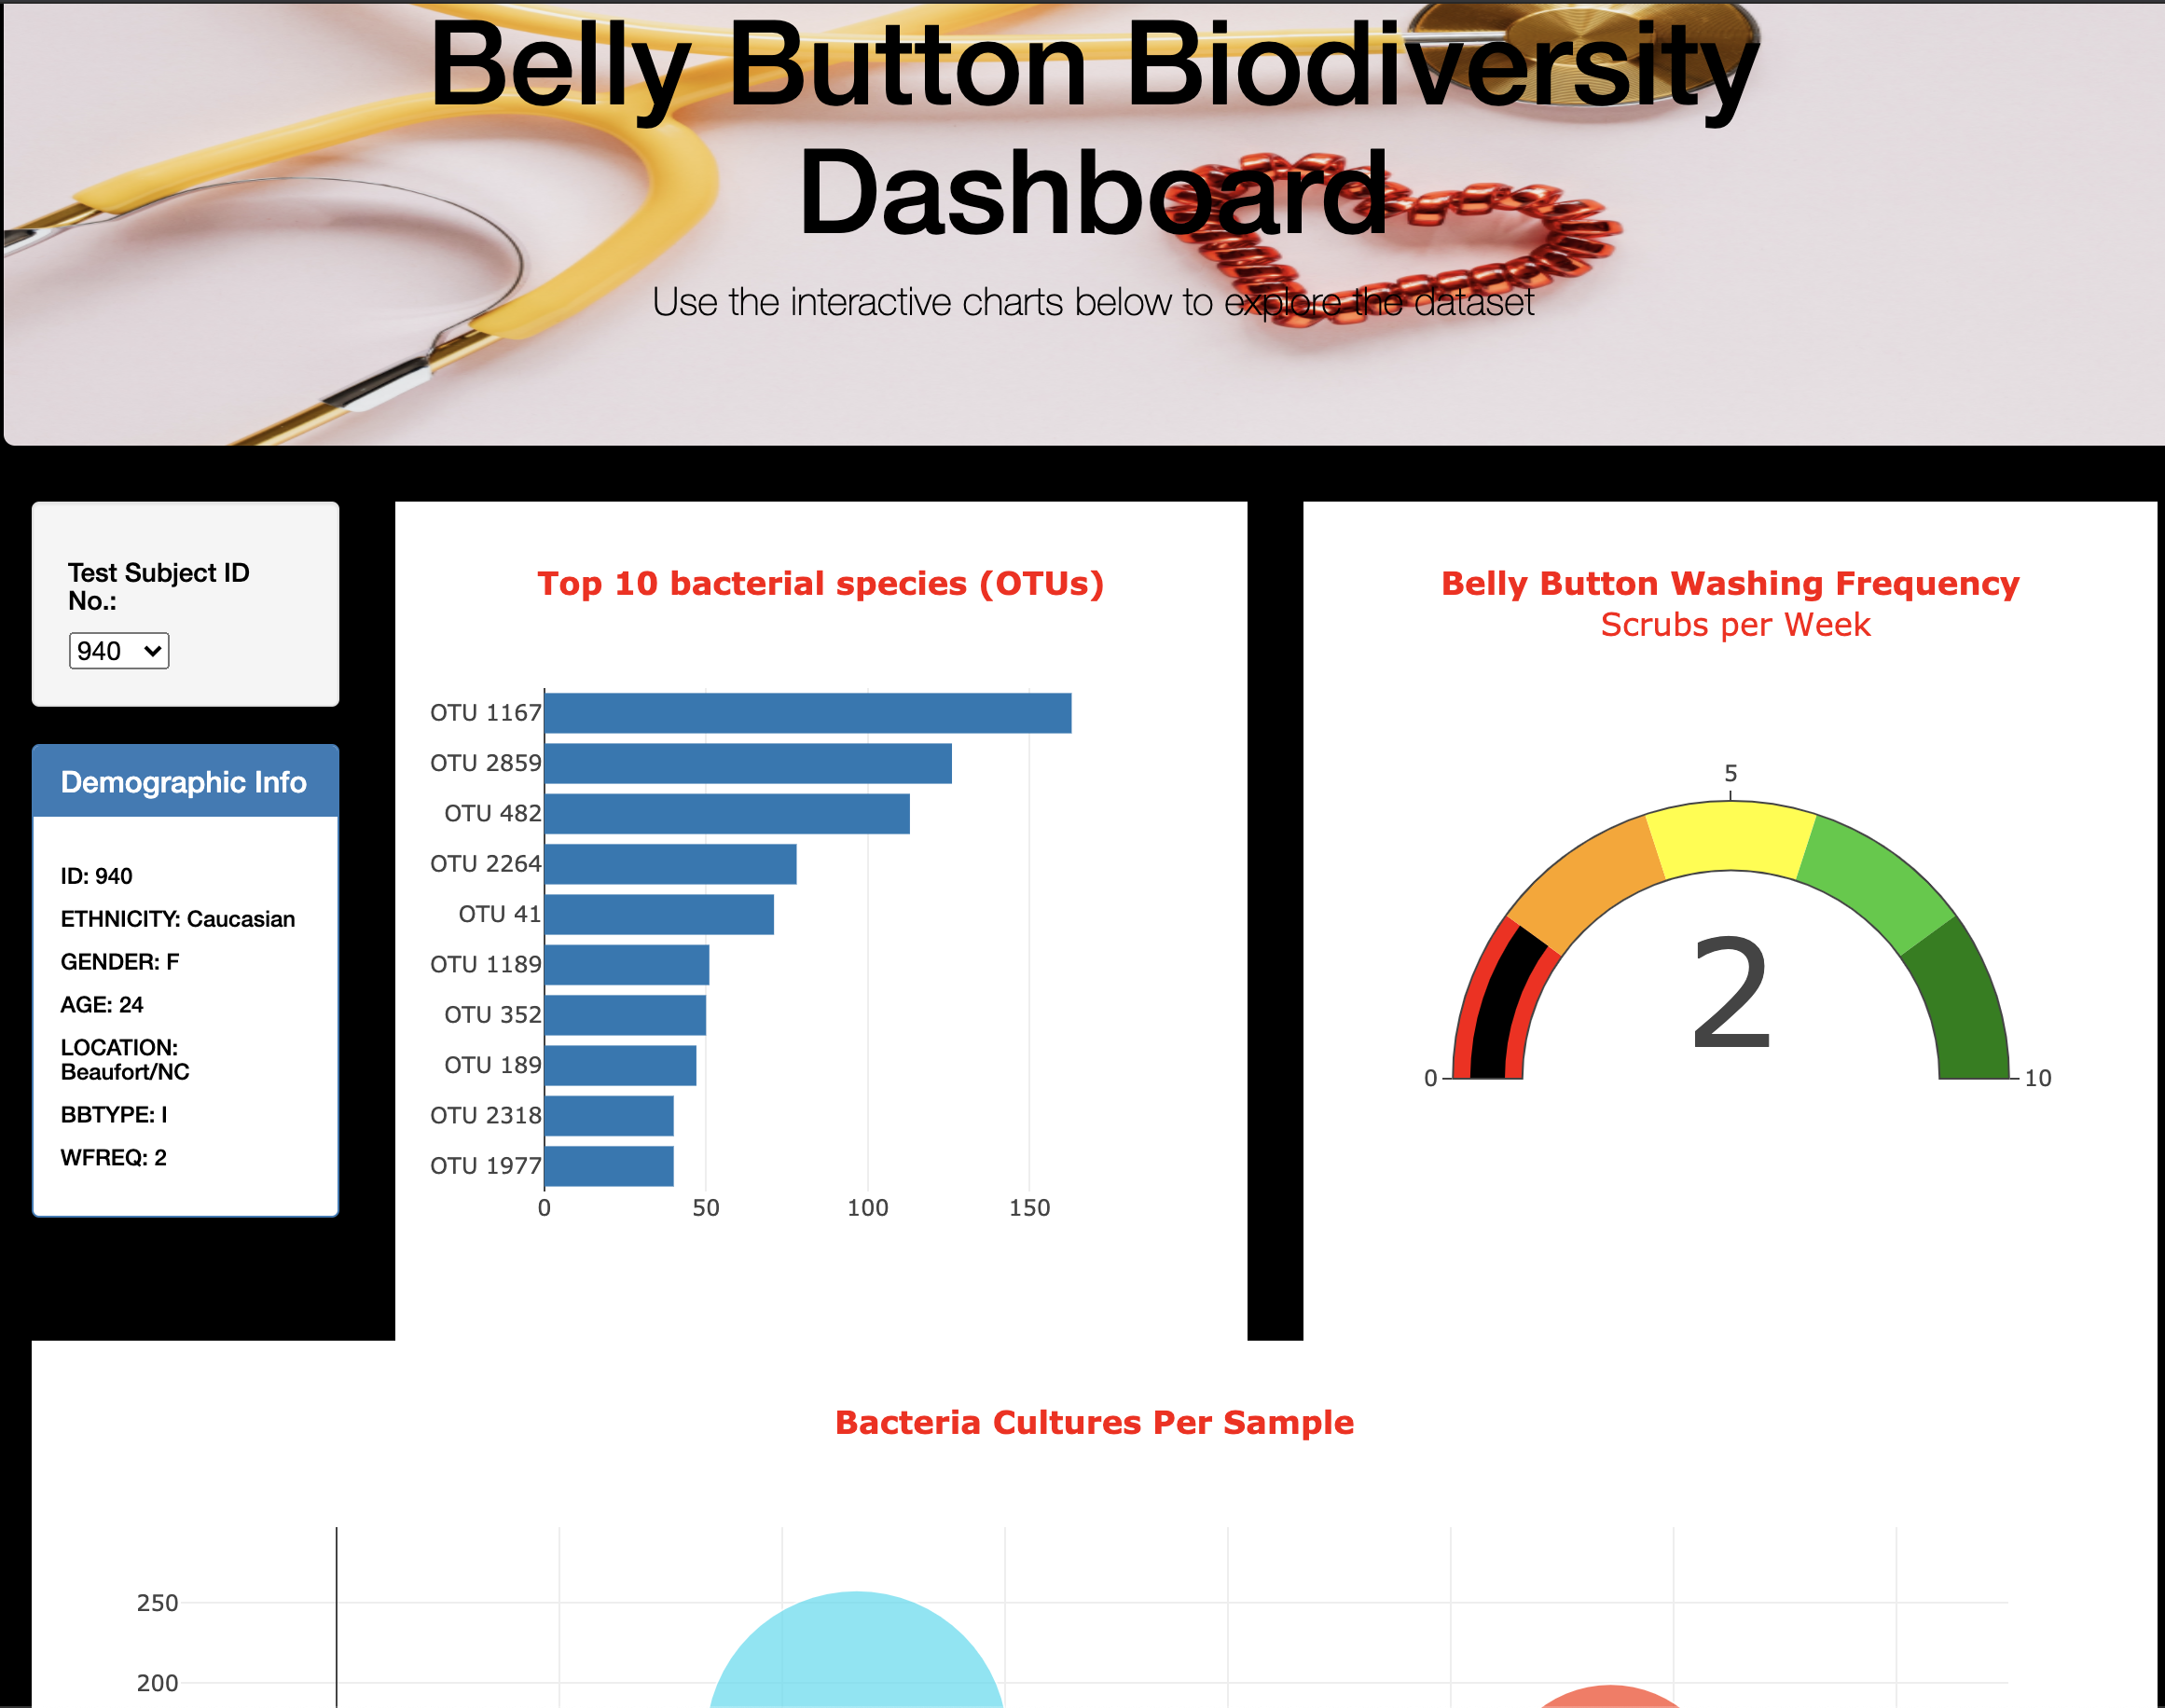 Belly Button Biodiversity
Dashboard
Use the interactive charts below to explore the dataset
Test Subject ID
No.:
940
Demographic Info
ID: 940
ETHNICITY: Caucasian
GENDER: F
AGE: 24
LOCATION:
Beaufort/NC
BBTYPE: I
WFREQ: 2
Top 10 bacterial species (OTUs)
OTU 1167
OTU 2859
OTU 482
OTU 2264
OTU 41
OTU 1189
OTU 352
OTU 189
OTU 2318
OTU 1977
0 50 100 150
Belly Button Washing Frequency
Scrubs per Week
5
2
0 10
Bacteria Cultures Per Sample
250
200